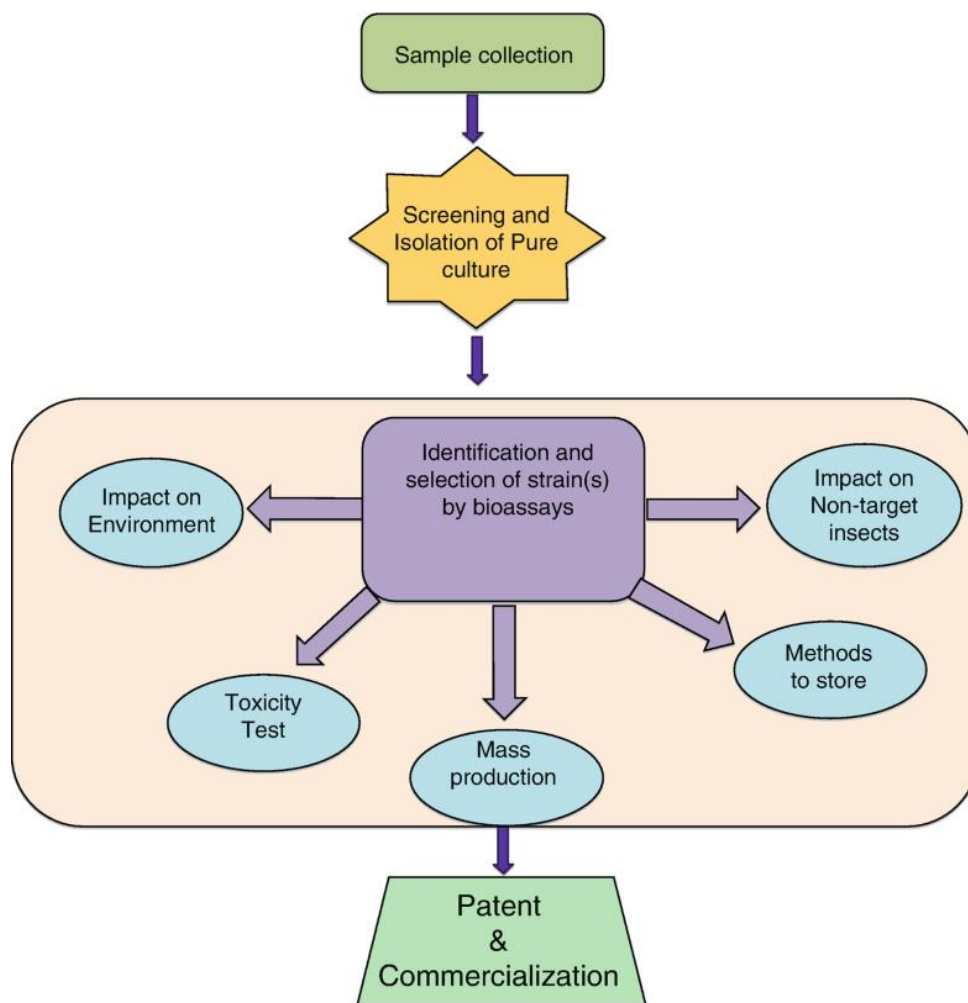 Sample collection
Screening and
Isolation of Pure
culture
Identification and
selection of strain(s)
by bioassays
Impact on
Environment
Impact on
Non-target
insects
Toxicity
Test
Methods
to store
Mass
production
Patent
&
Commercialization